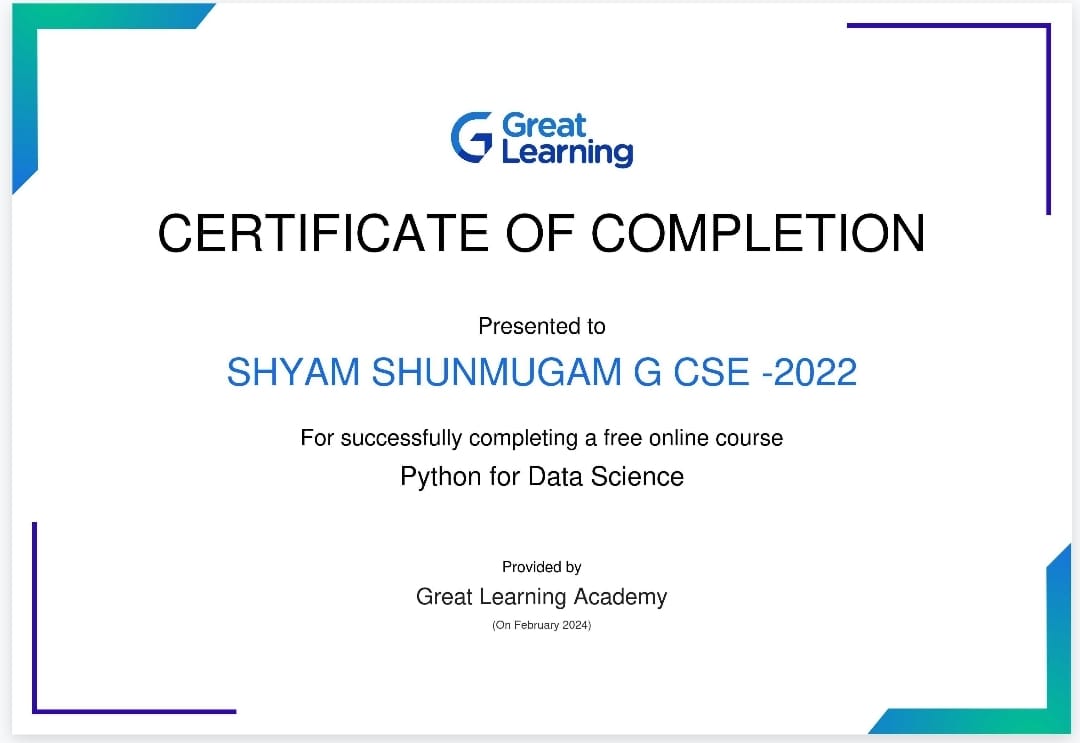 Great
Learning
CERTIFICATE OF COMPLETION
Presented to
SHYAM SHUNMUGAM G CSE -2022
For successfully completing a free online course
Python for Data Science
Provided by
Great Learning Academy
(On February 2024)